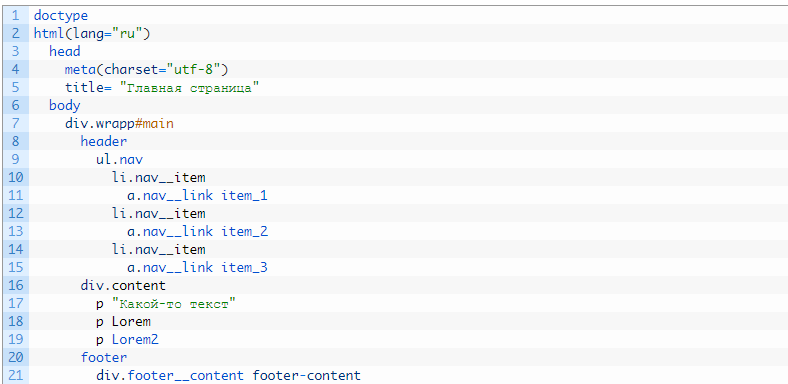 1 doctype
2 html(lang="ru")
3 head
4 meta(charset="utf-8")
5 title= "Главная страница"
6 body
7 div.wrapp#main
8 header
9 ul.nav
10 li.nav__item
11 a.nav__link item_1
12 li.nav__item
13 a.nav__link item_2
14 li.nav__item
15 a.nav__link item_3
16 div.content
17 p "Какой-то текст"
18 p Lorem
19 p Lorem2
20 footer
21 div.footer__content footer-content